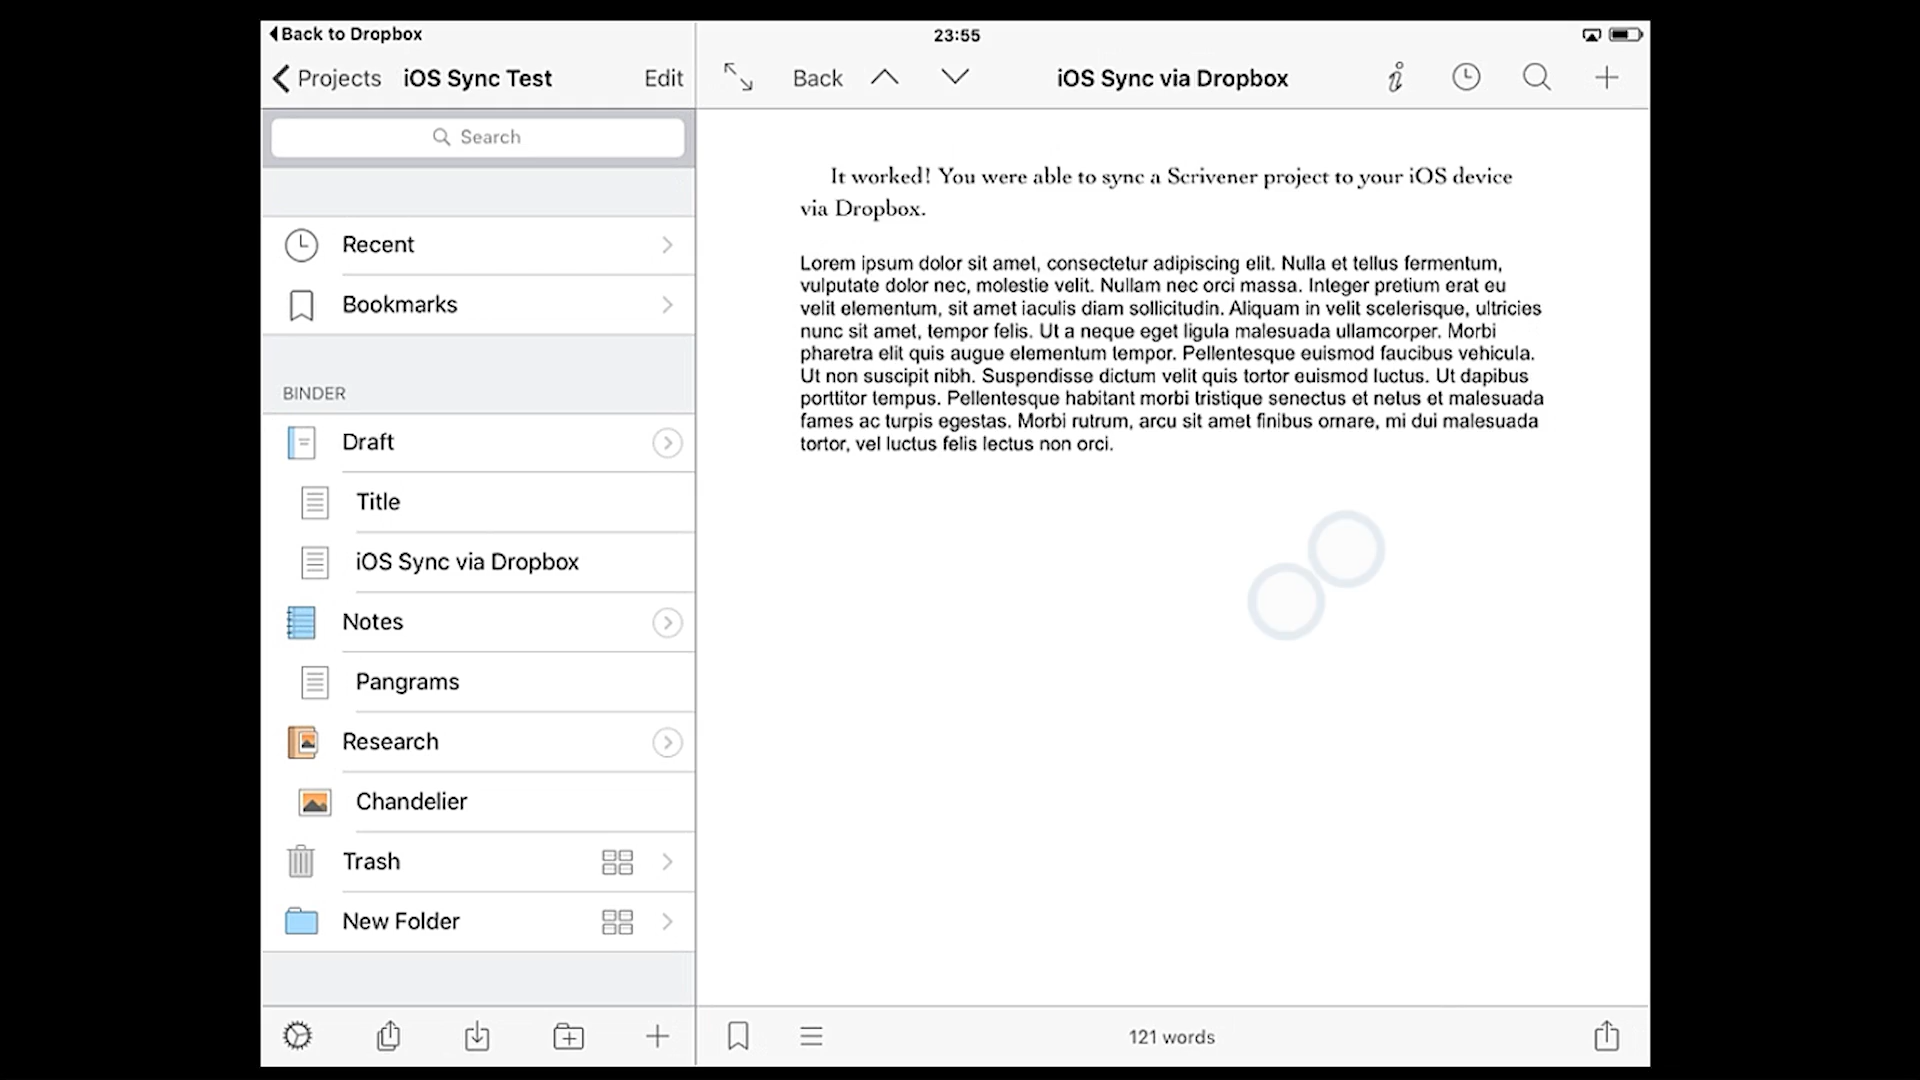 Back to Dropbox
23:55
Projects
iOS Sync Test
Edit
Back
iOS Sync via Dropbox
Search
Recent
Bookmarks
BINDER
Draft
Title
iOS Sync via Dropbox
Notes
Pangrams
Research
Chandelier
Trash
New Folder
It worked! You were able to sync a Scrivener project to your iOS device
via Dropbox.
Lorem ipsum dolor sit amet, consectetur adipiscing elit. Nulla et tellus fermentum,
vulputate dolor nec, molestie velit. Nullam nec orci massa. Integer pretium erat eu
velit elementum, sit amet iaculis diam sollicitudin. Aliquam in velit scelerisque, ultricies
nunc sit amet, tempor felis. Ut a neque eget ligula malesuada ullamcorper. Morbi
pharetra elit quis augue elementum tempor. Pellentesque euismod faucibus vehicula.
Ut non suscipit nibh. Suspendisse dictum velit quis tortor euismod luctus. Ut dapibus
porttitor tempus. Pellentesque habitant morbi tristique senectus et netus et malesuada
fames ac turpis egestas. Morbi rutrum, arcu sit amet finibus ornare, mi dui malesuada
tortor, vel luctus felis lectus non orci.
121 words